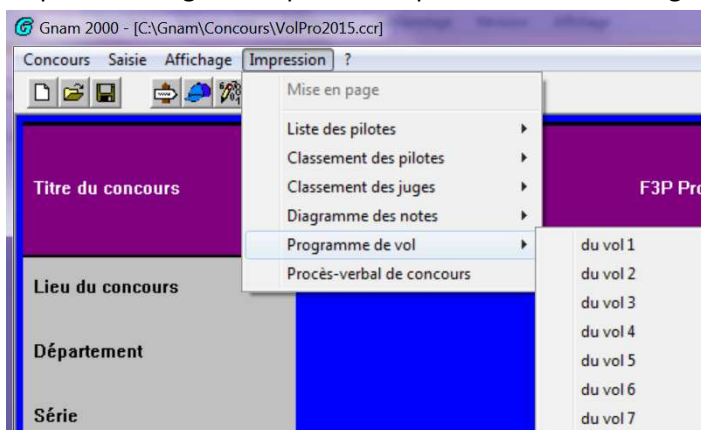 Gnam 2000 - [C:\Gnam\Concours\VolPro2015.ccr]
Concours Saisie Affichage Impression ?
Mise en page
Liste des pilotes
Classement des pilotes
Titre du concours
Classement des juges
F3P Pro
Diagramme des notes
Programme de vol
du vol 1
Procès-verbal de concours
du vol 2
Lieu du concours
du vol 3
du vol 4
Département
du vol 5
du vol 6
Série
du vol 7